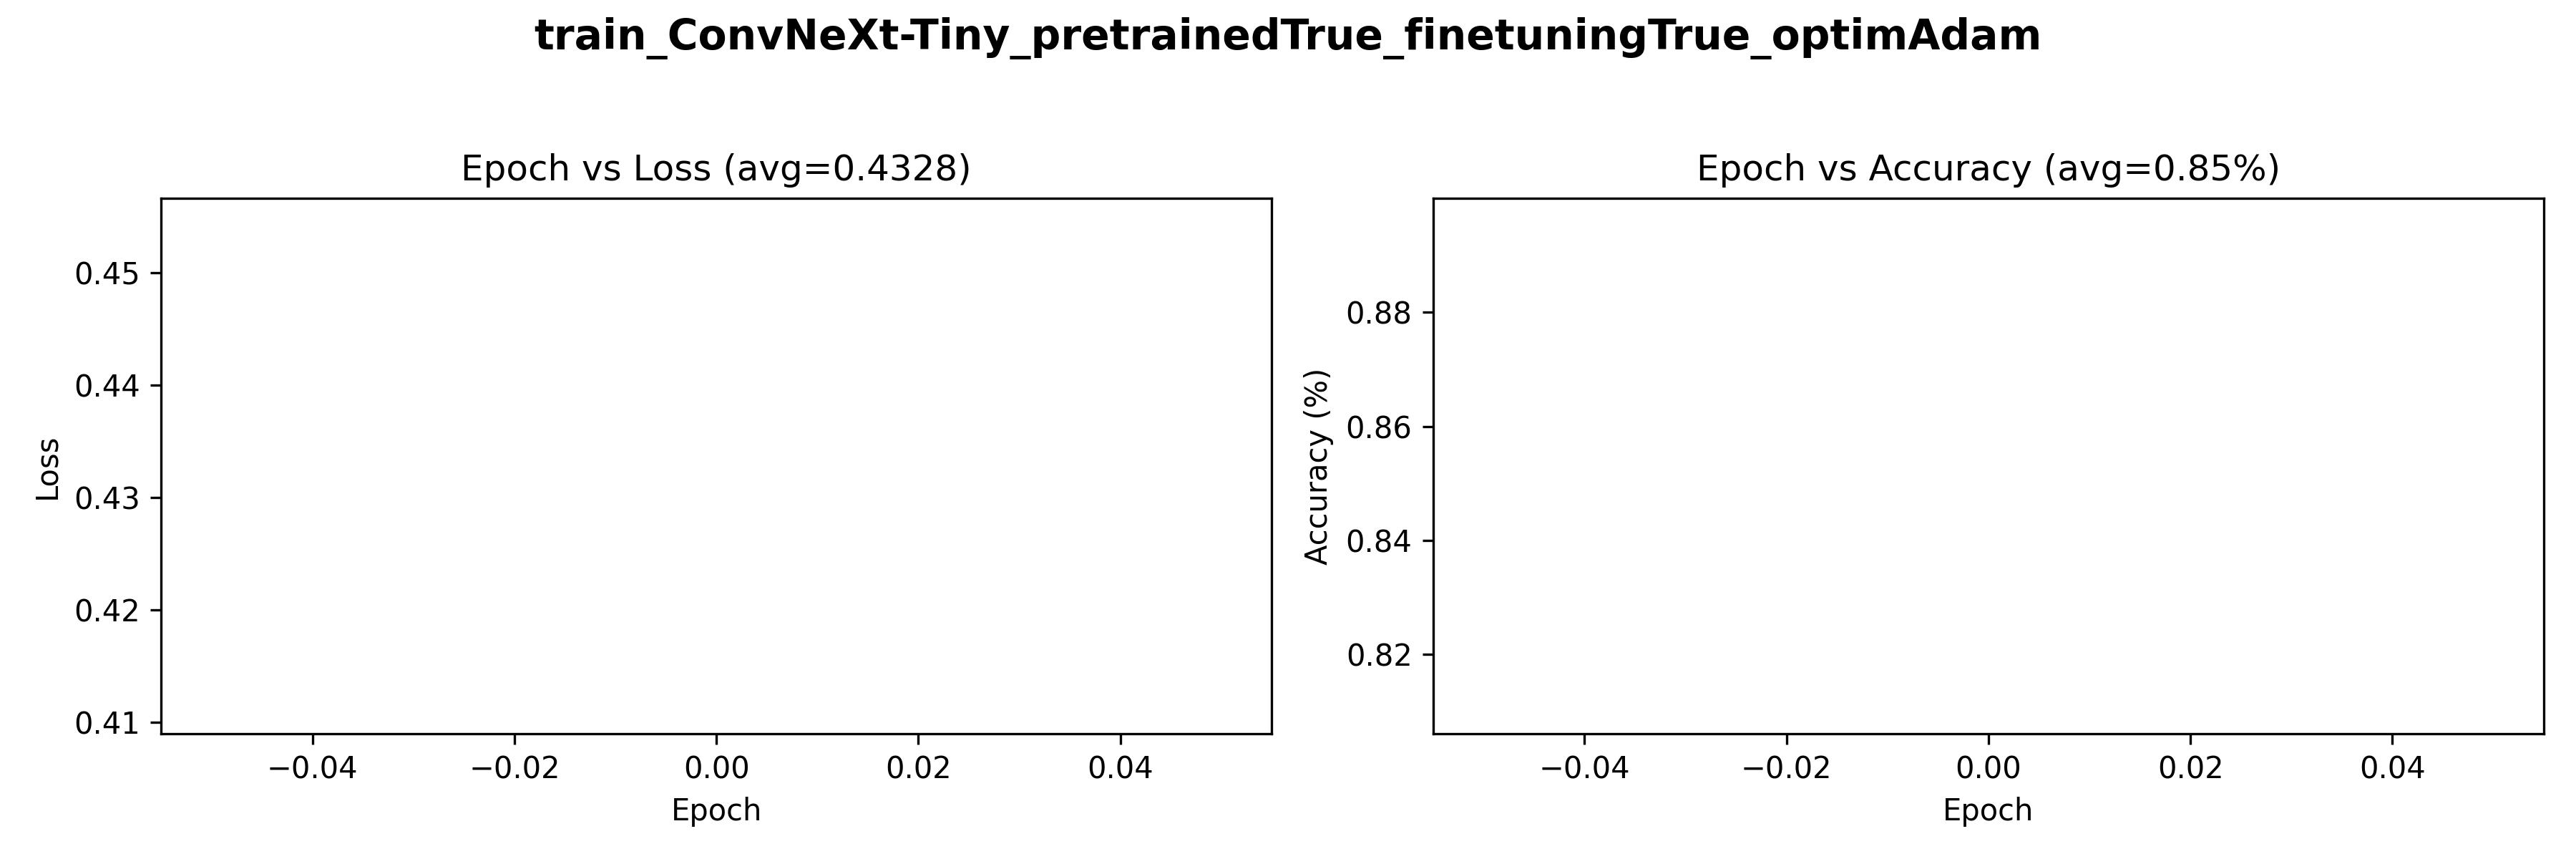 train_ConvNeXt-Tiny_pretrainedTrue_finetuningTrue_optimAdam
Epoch vs Loss (avg=0.4328)
0.45
0.44
0.43
0.42
0.41
Loss
−0.04 −0.02 0.00 0.02 0.04
Epoch
Epoch vs Accuracy (avg=0.85%)
0.88
0.86
0.84
0.82
Accuracy (%)
−0.04 −0.02 0.00 0.02 0.04
Epoch